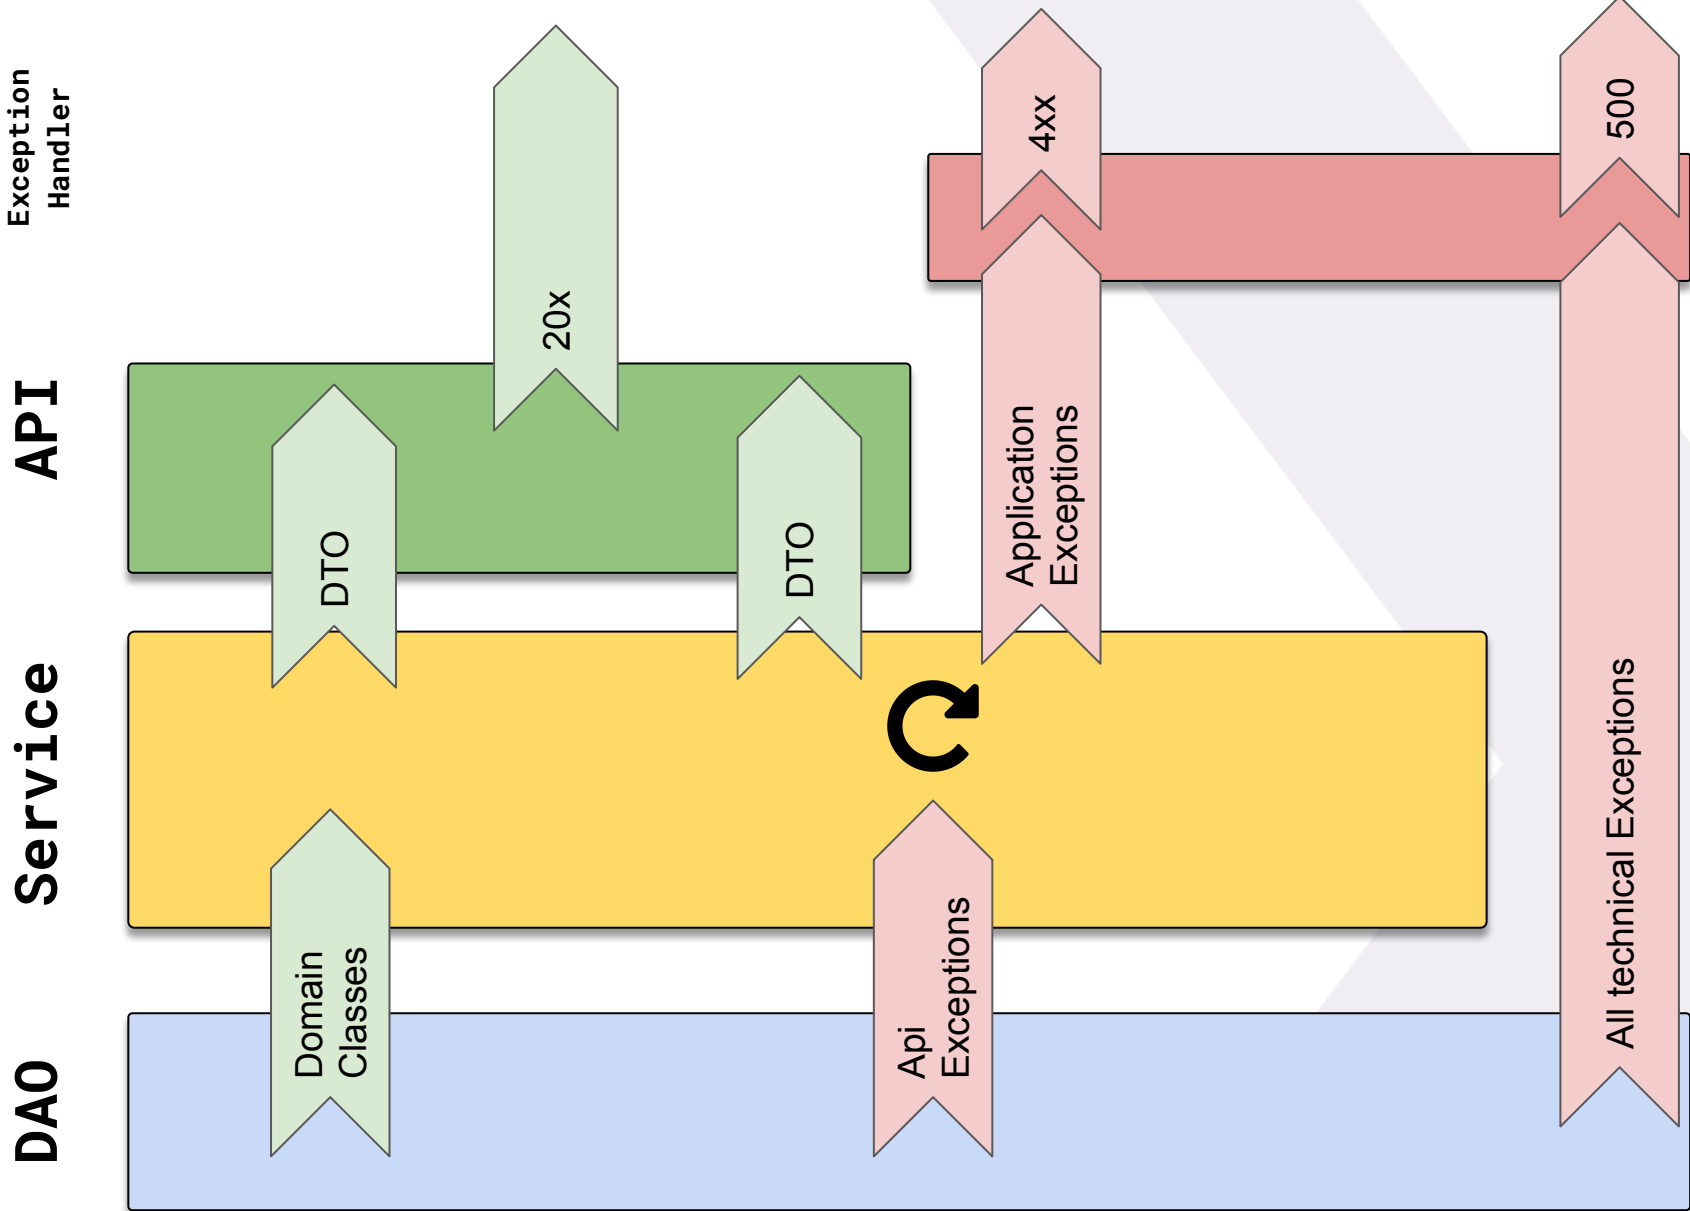 Exception
Handler
API
Service
DAO
20x
4xx
500
DTO
DTO
Application
Exceptions
Domain
Classes
Api
Exceptions
All technical Exceptions